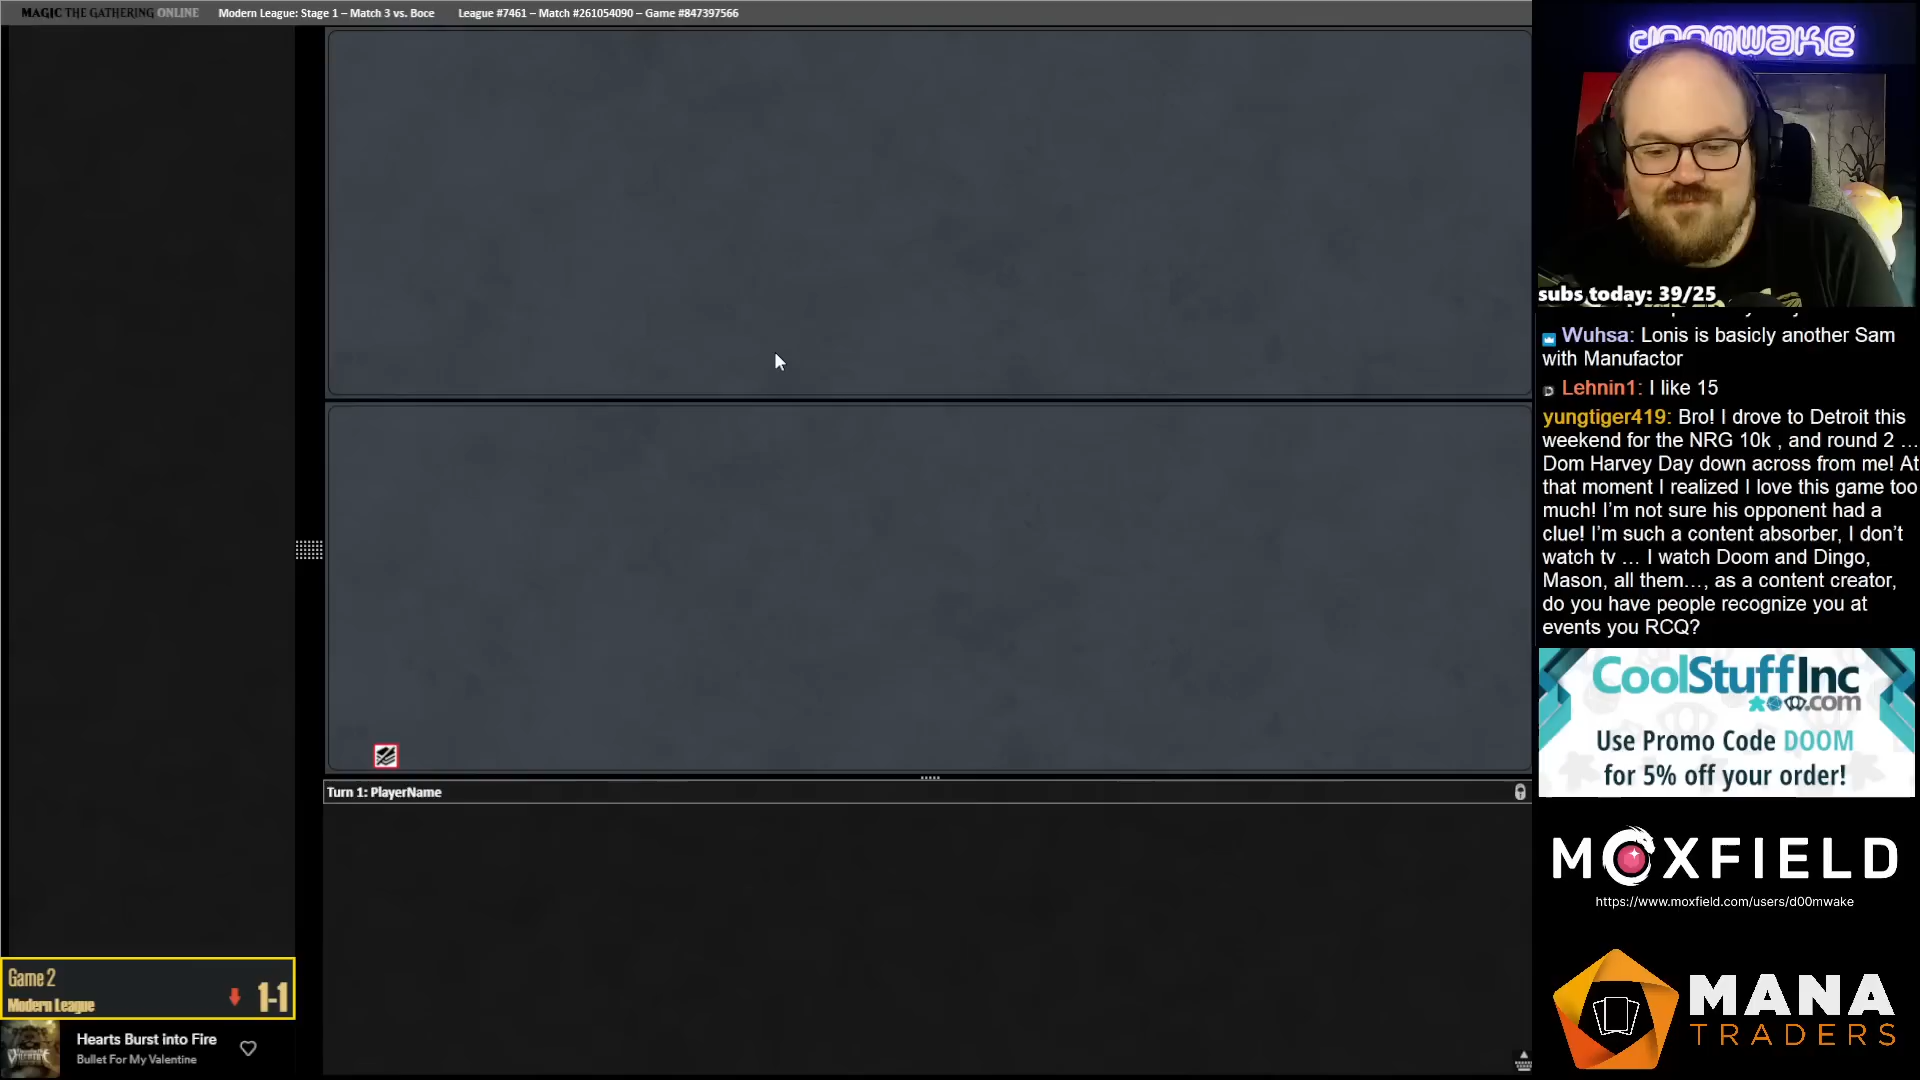 MAGIC THE GATHERING ONLINE
Modern League: Stage 1 – Match 3 vs. Boce
League #7461 – Match #261054090 – Game #847397566
doomwake
subs today: 39/25
Wuhsa: Lonis is basicly another Sam
with Manufactor
Lehnin1: I like 15
yungtiger419: Bro! I drove to Detroit this
weekend for the NRG 10k , and round 2 ...
Dom Harvey Day down across from me! At
that moment I realized I love this game too
much! I'm not sure his opponent had a
clue! I'm such a content absorber, I don't
watch tv ... I watch Doom and Dingo,
Mason, all them..., as a content creator,
do you have people recognize you at
events you RCQ?
CoolStuffInc
.com
Use Promo Code DOOM
for 5% off your order!
Turn 1: PlayerName
MOXFIELD
https://www.moxfield.com/users/d00mwake
MANA
TRADERS
Game 2
Modern League
1-1
Hearts Burst into Fire
Bullet For My Valentine